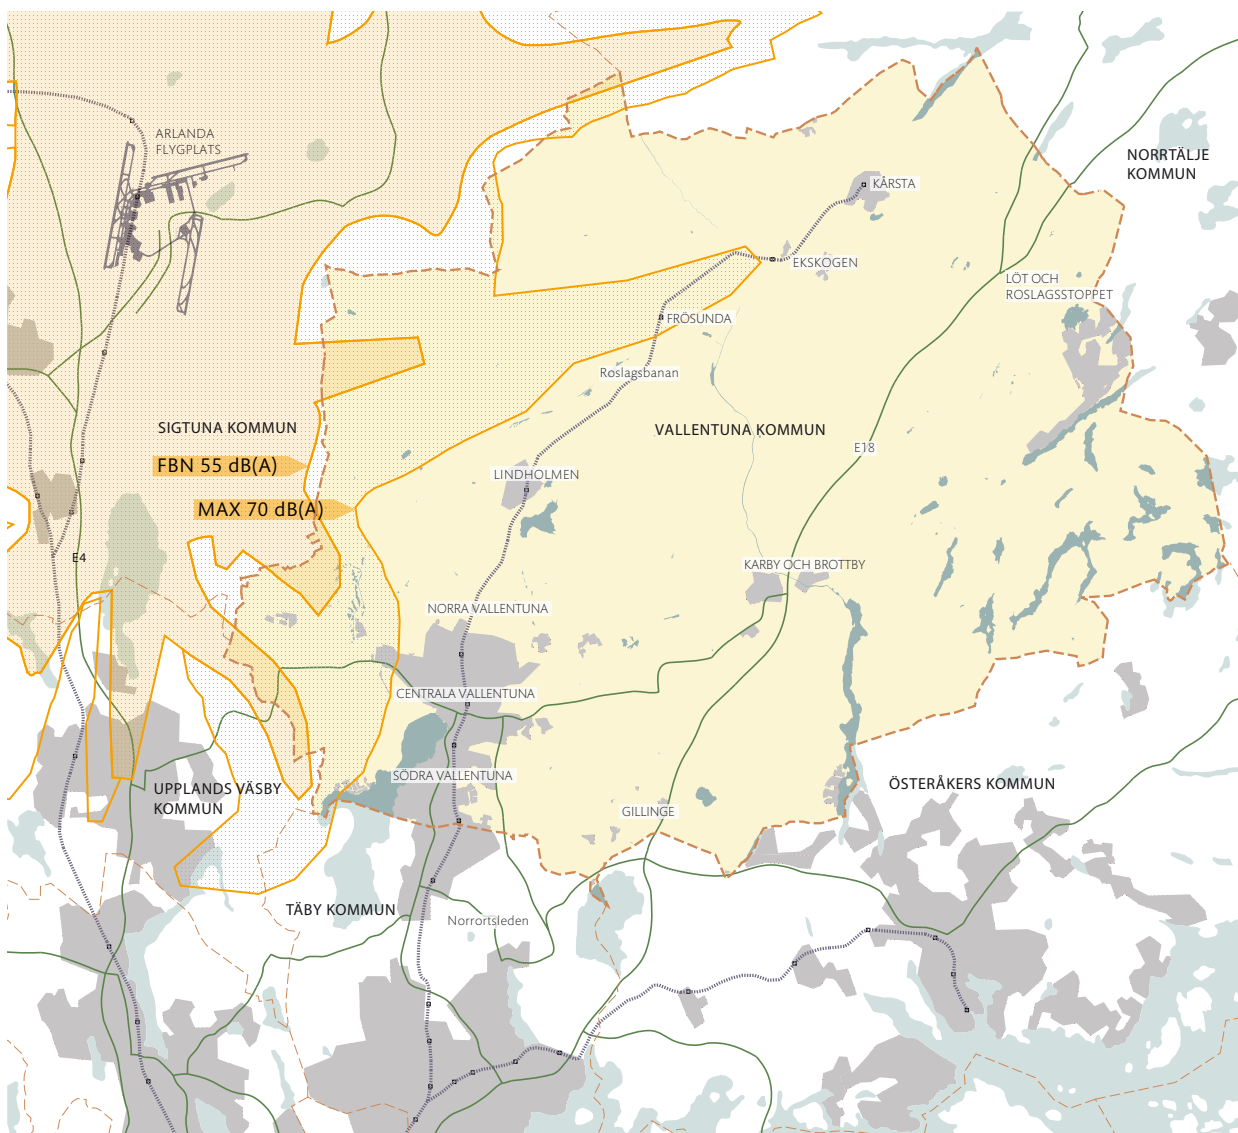 ARLANDA
FLYGPLATS
NORRTÄLJE
KOMMUN
KÅRSTA
EKSKOGEN
LÖT OCH
ROSLAGSSTOPPET
FRÖSUNDA
Roslagsbanan
SIGTUNA KOMMUN
VALLENTUNA KOMMUN
E18
FBN 55 dB(A)
LINDHOLMEN
MAX 70 dB(A)
E4
KARBY OCH BROTTBY
NORRA VALLENTUNA
CENTRALA VALLENTUNA
SÖDRA VALLENTUNA
UPPLANDS VÄSBY
KOMMUN
ÖSTERÅKERS KOMMUN
GILLINGE
TÄBY KOMMUN
Norrortsleden